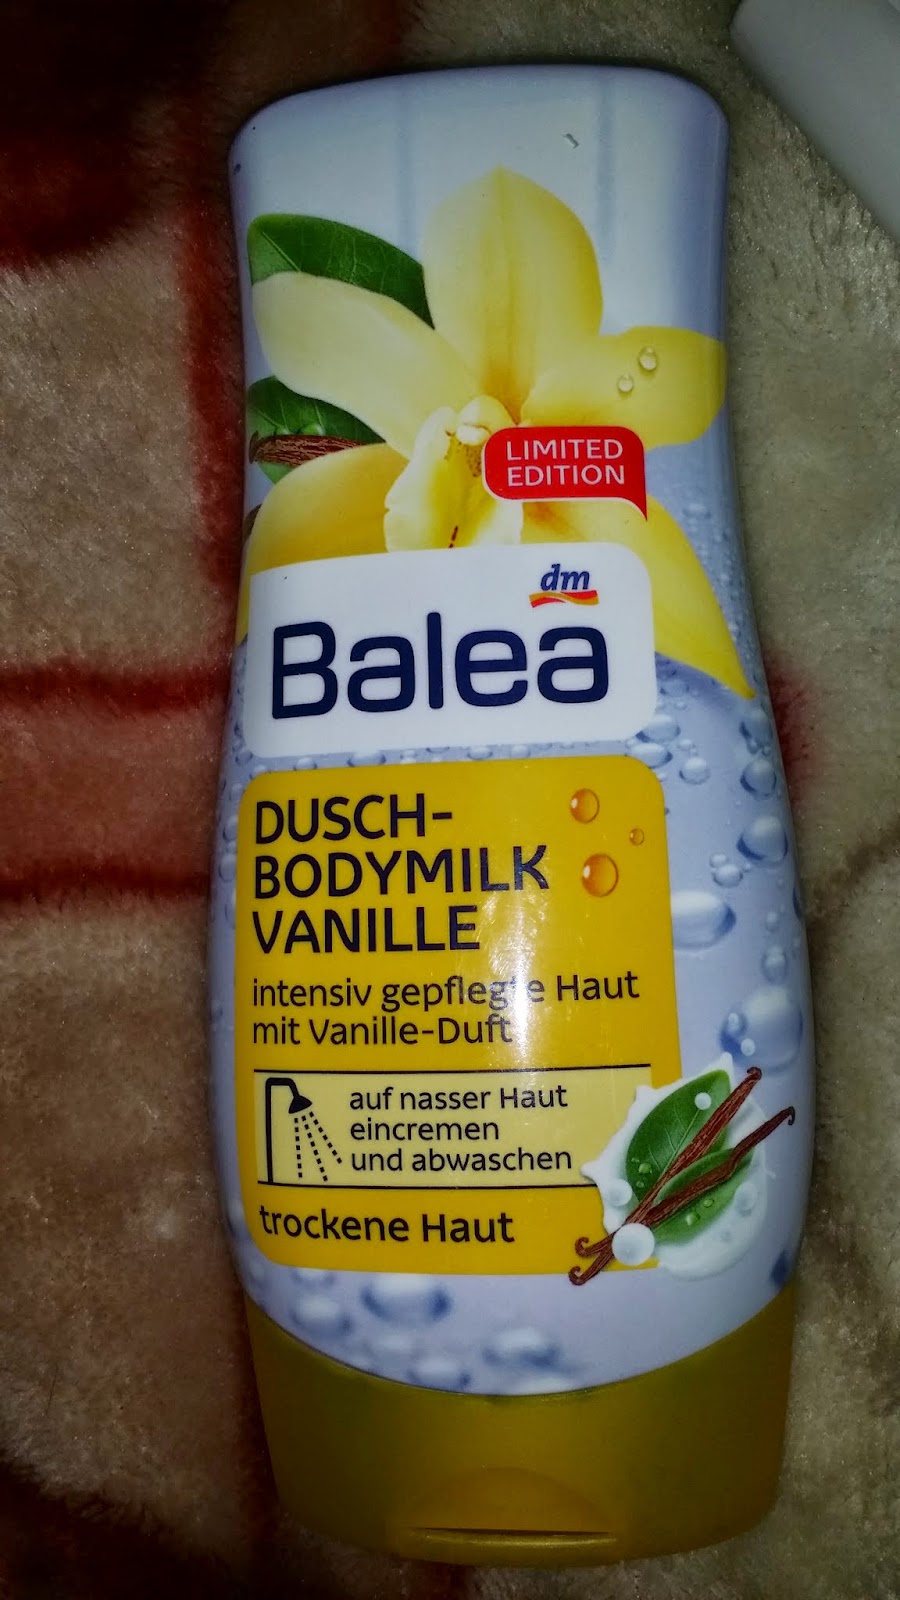 LIMITED
EDITION
dm
Balea
DUSCH-
BODYMILK
VANILLE
intensiv gepflegte Haut
mit Vanille-Duft
auf nasser Haut
eincremen
und abwaschen
trockene Haut